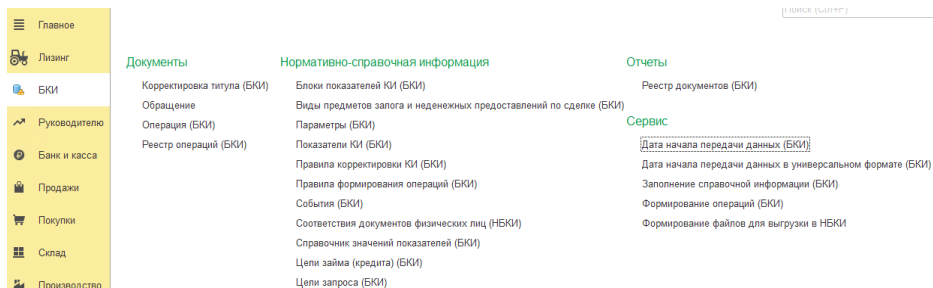 Поиск (Ctrl+F)
Главное
Лизинг
БКИ
Руководителю
Банк и касса
Продажи
Покупки
Склад
Производство
Документы
Корректировка титула (БКИ)
Обращение
Операция (БКИ)
Реестр операций (БКИ)
Нормативно-справочная информация
Блоки показателей КИ (БКИ)
Виды предметов залога и неденежных предоставлений по сделке (БКИ)
Параметры (БКИ)
Показатели КИ (БКИ)
Правила корректировки КИ (БКИ)
Правила формирования операций (БКИ)
События (БКИ)
Соответствия документов физических лиц (НБКИ)
Справочник значений показателей (БКИ)
Цели займа (кредита) (БКИ)
Цели запроса (БКИ)
Отчеты
Реестр документов (БКИ)
Сервис
Дата начала передачи данных (БКИ)
Дата начала передачи данных в универсальном формате (БКИ)
Заполнение справочной информации (БКИ)
Формирование операций (БКИ)
Формирование файлов для выгрузки в НБКИ